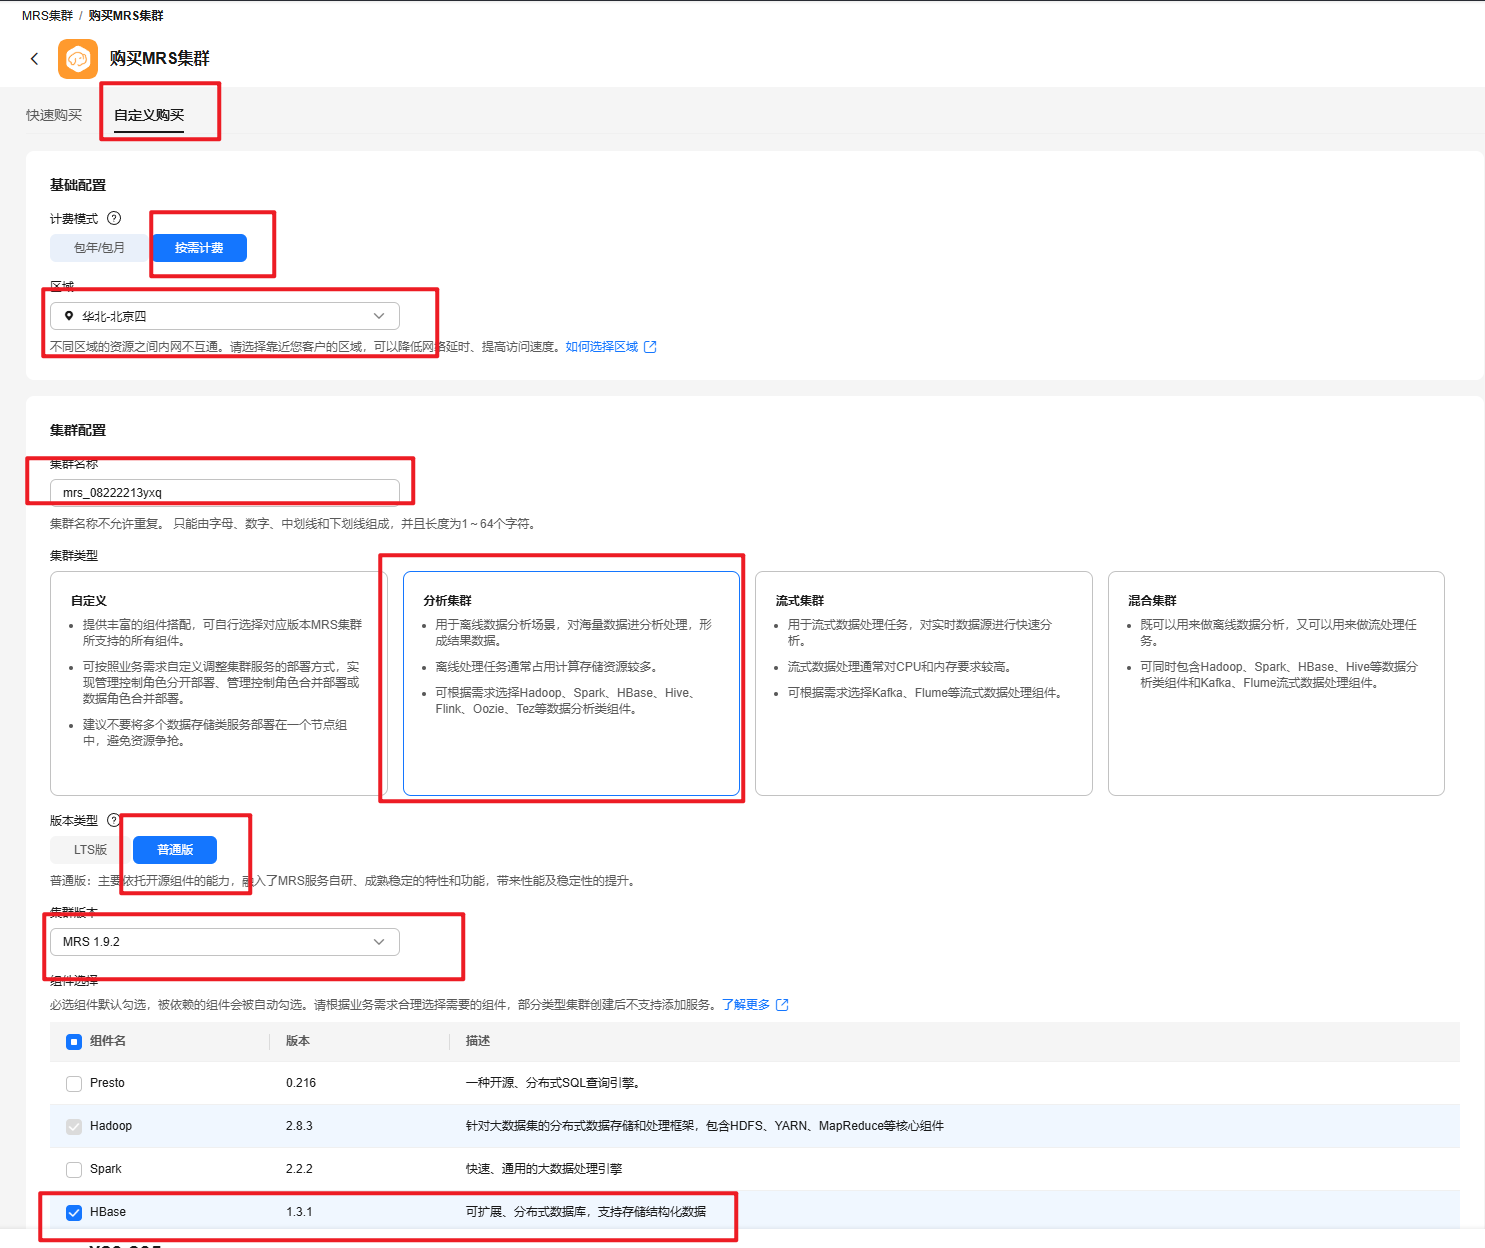 MRS集群 / 购买MRS集群
购买MRS集群
快速购买 自定义购买
基础配置
计费模式
包年/包月 按需计费
区域
华北-北京四
不同区域的资源之间内网不互通。请选择靠近您客户的区域，可以降低网络延时、提高访问速度。如何选择区域
集群配置
集群名称
mrs_08222213yxq
集群名称不允许重复。 只能由字母、数字、中划线和下划线组成，并且长度为1～64个字符。
集群类型
自定义
提供丰富的组件搭配，可自行选择对应版本MRS集群
所支持的所有组件。
可按照业务需求自定义调整集群服务的部署方式，实
现管理控制角色分开部署、管理控制角色合并部署或
数据角色合并部署。
建议不要将多个数据存储类服务部署在一个节点组
中，避免资源争抢。
分析集群
用于离线数据分析场景，对海量数据进分析处理，形
成结果数据。
离线处理任务通常占用计算存储资源较多。
可根据需求选择Hadoop、Spark、HBase、Hive、
Flink、Oozie、Tez等数据分析类组件。
流式集群
用于流式数据处理任务，对实时数据源进行快速分
析。
流式数据处理通常对CPU和内存要求较高。
可根据需求选择Kafka、Flume等流式数据处理组件。
混合集群
既可以用来做离线数据分析，又可以用来做流处理任
务。
可同时包含Hadoop、Spark、HBase、Hive等数据分
析类组件和Kafka、Flume流式数据处理组件。
版本类型
LTS版 普通版
普通版：主要依托开源组件的能力，融入了MRS服务自研、成熟稳定的特性和功能，带来性能及稳定性的提升。
集群版本
MRS 1.9.2
组件选择
必选组件默认勾选，被依赖的组件会被自动勾选。请根据业务需求合理选择需要的组件，部分类型集群创建后不支持添加服务。了解更多
组件名 版本 描述
Presto 0.216 一种开源、分布式SQL查询引擎。
Hadoop 2.8.3 针对大数据集的分布式数据存储和处理框架，包含HDFS、YARN、MapReduce等核心组件
Spark 2.2.2 快速、通用的大数据处理引擎
HBase 1.3.1 可扩展、分布式数据库，支持存储结构化数据